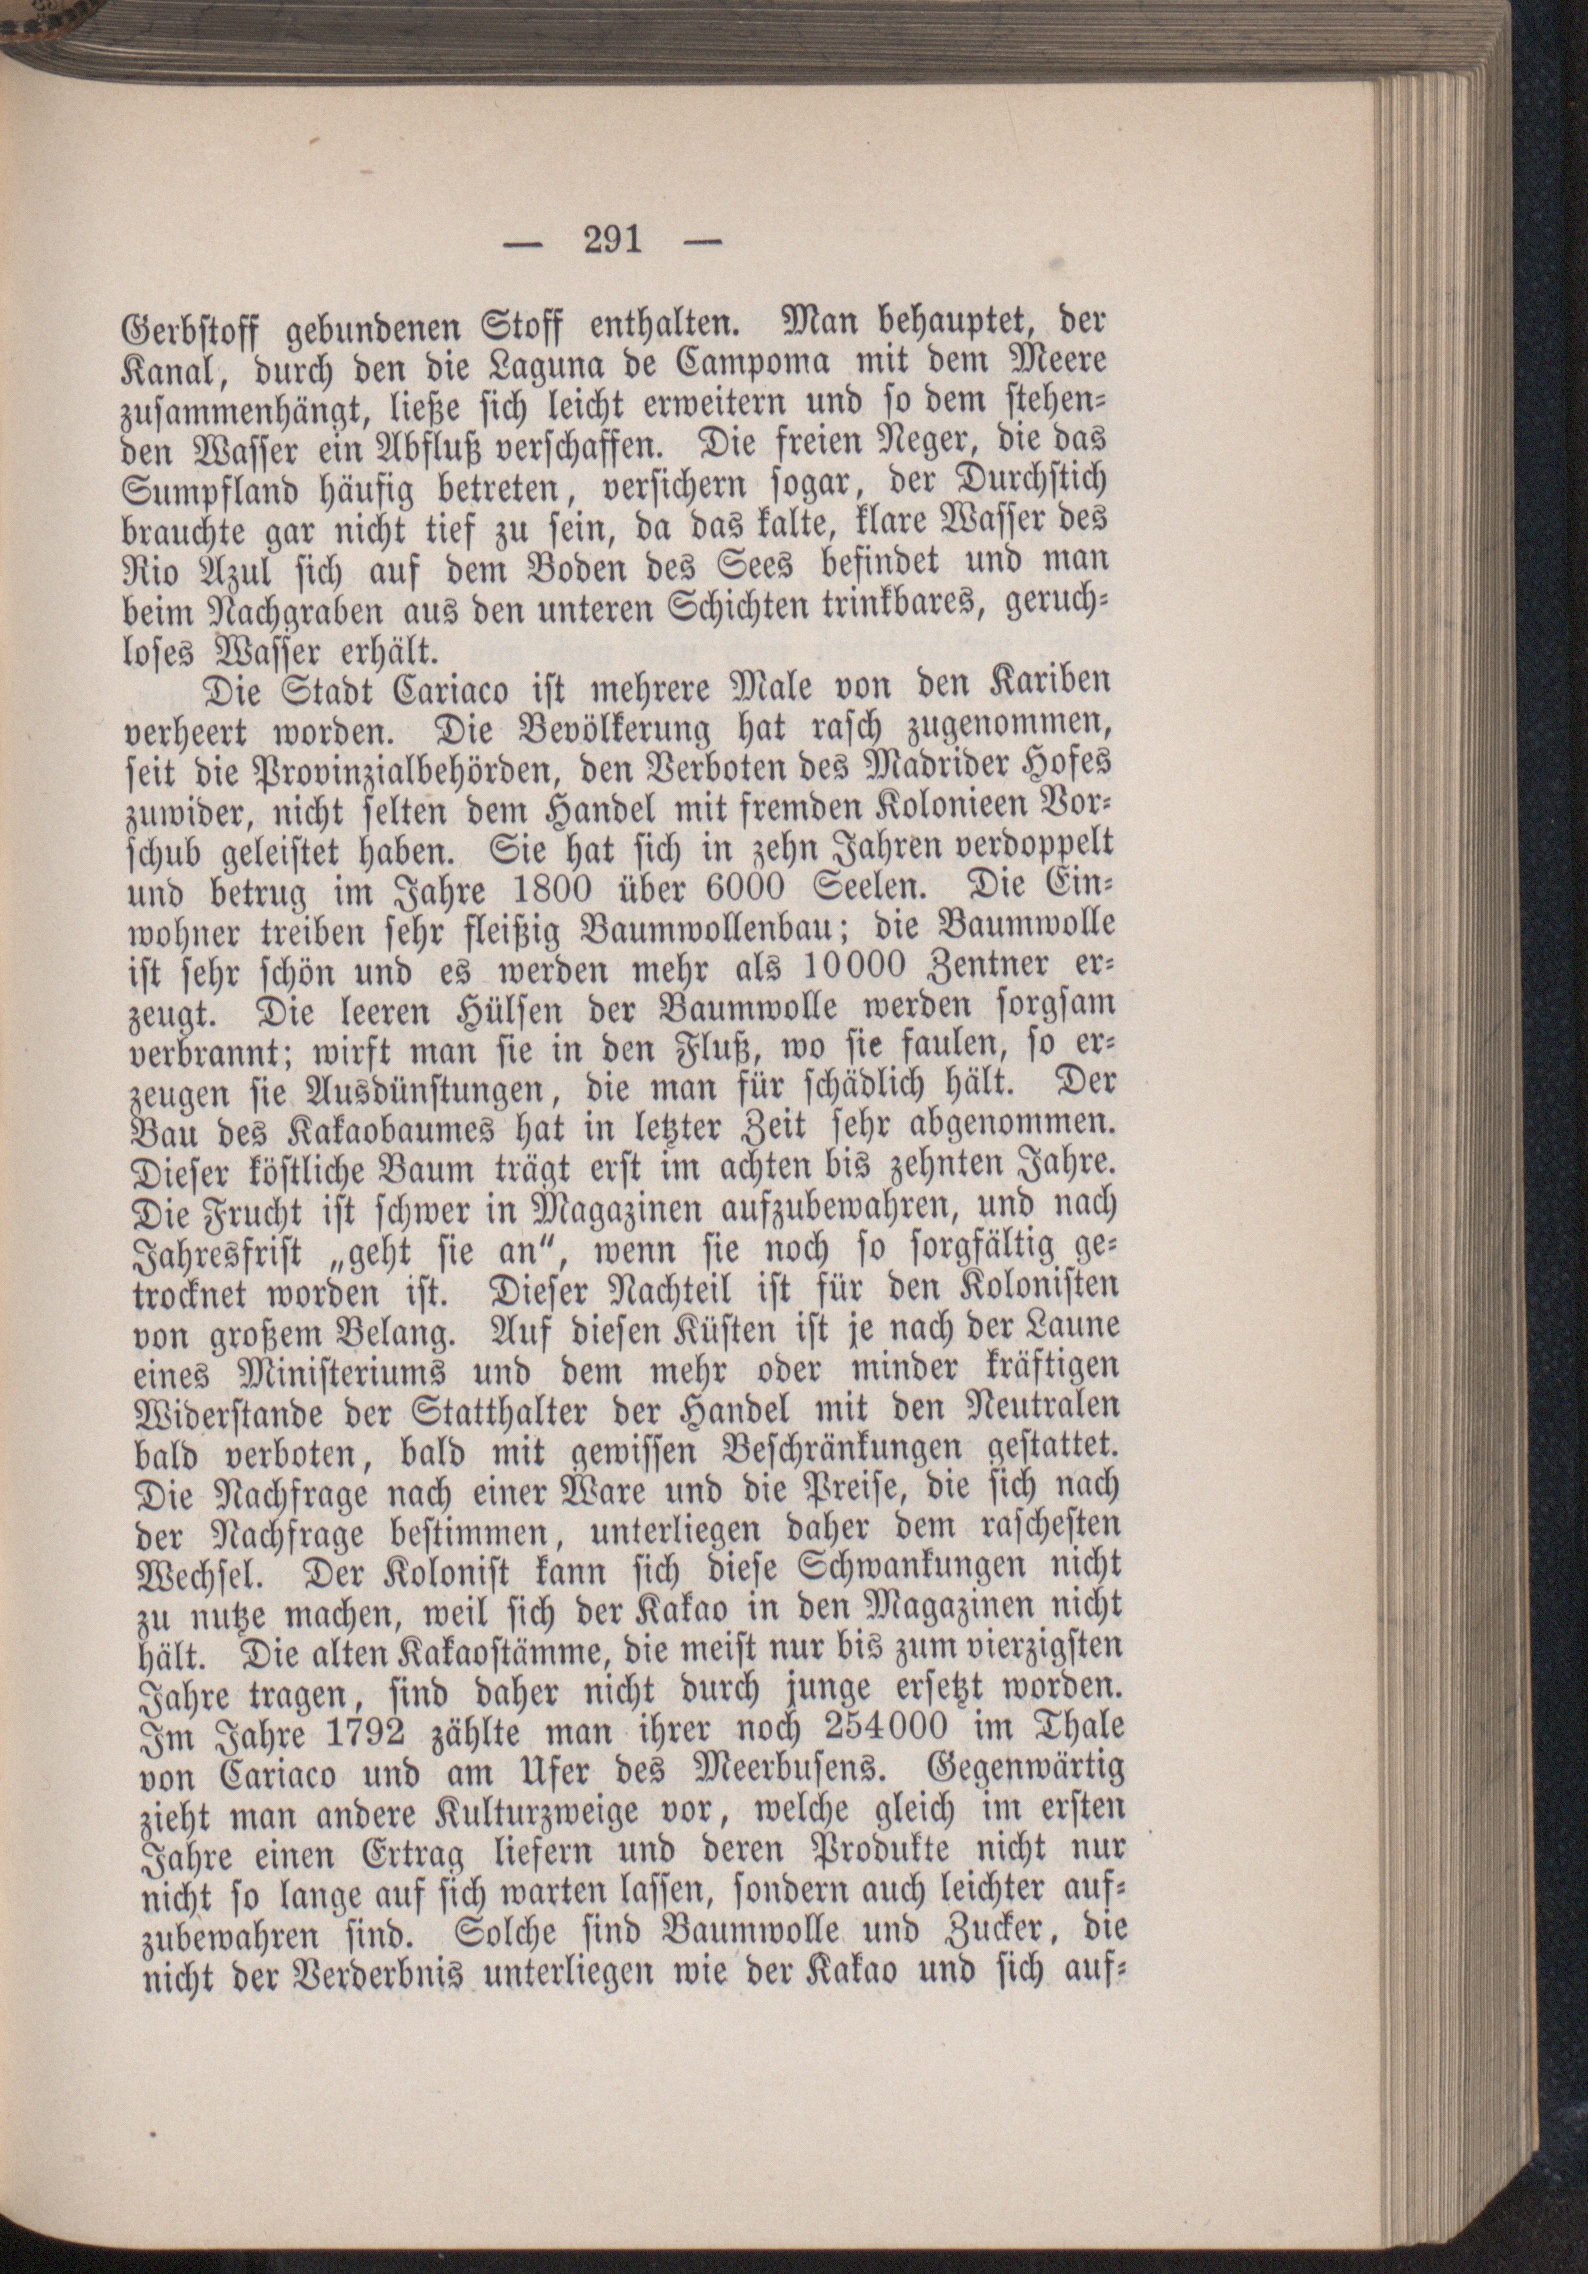 — 291 —
Gerbstoff gebundenen Stoff enthalten. Man behauptet, der
Kanal, durch den die Laguna de Campoma mit dem Meere
zusammenhängt, ließe sich leicht erweitern und so dem stehen-
den Wasser ein Abfluß verschaffen. Die freien Neger, die das
Sumpfland häufig betreten, versichern sogar, der Durchstich
brauchte gar nicht tief zu sein, da das kalte, klare Wasser des
Rio Azul sich auf dem Boden des Sees befindet und man
beim Nachgraben aus den unteren Schichten trinkbares, geruch-
loses Wasser erhält.
Die Stadt Cariaco ist mehrere Male von den Kariben
verheert worden. Die Bevölkerung hat rasch zugenommen,
seit die Provinzialbehörden, den Verboten des Madrider Hofes
zuwider, nicht selten dem Handel mit fremden Kolonieen Vor-
schub geleistet haben. Sie hat sich in zehn Jahren verdoppelt
und betrug im Jahre 1800 über 6000 Seelen. Die Ein-
wohner treiben sehr fleißig Baumwollenbau; die Baumwolle
ist sehr schön und es werden mehr als 10000 Zentner er-
zeugt. Die leeren Hülsen der Baumwolle werden sorgsam
verbrannt; wirft man sie in den Fluß, wo sie faulen, so er-
zeugen sie Ausdünstungen, die man für schädlich hält. Der
Bau des Kakaobaumes hat in letzter Zeit sehr abgenommen.
Dieser köstliche Baum trägt erst im achten bis zehnten Jahre.
Die Frucht ist schwer in Magazinen aufzubewahren, und nach
Jahresfrist „geht sie an“, wenn sie noch so sorgfältig ge-
trocknet worden ist. Dieser Nachteil ist für den Kolonisten
von großem Belang. Auf diesen Küsten ist je nach der Laune
eines Ministeriums und dem mehr oder minder kräftigen
Widerstande der Statthalter der Handel mit den Neutralen
bald verboten, bald mit gewissen Beschränkungen gestattet.
Die Nachfrage nach einer Ware und die Preise, die sich nach
der Nachfrage bestimmen, unterliegen daher dem raschesten
Wechsel. Der Kolonist kann sich diese Schwankungen nicht
zu nutze machen, weil sich der Kakao in den Magazinen nicht
hält. Die alten Kakaostämme, die meist nur bis zum vierzigsten
Jahre tragen, sind daher nicht durch junge ersetzt worden.
Im Jahre 1792 zählte man ihrer noch 254000 im Thale
von Cariaco und am Ufer des Meerbusens. Gegenwärtig
zieht man andere Kulturzweige vor, welche gleich im ersten
Jahre einen Ertrag liefern und deren Produkte nicht nur
nicht so lange auf sich warten lassen, sondern auch leichter auf-
zubewahren sind. Solche sind Baumwolle und Zucker, die
nicht der Verderbnis unterliegen wie der Kakao und sich auf-